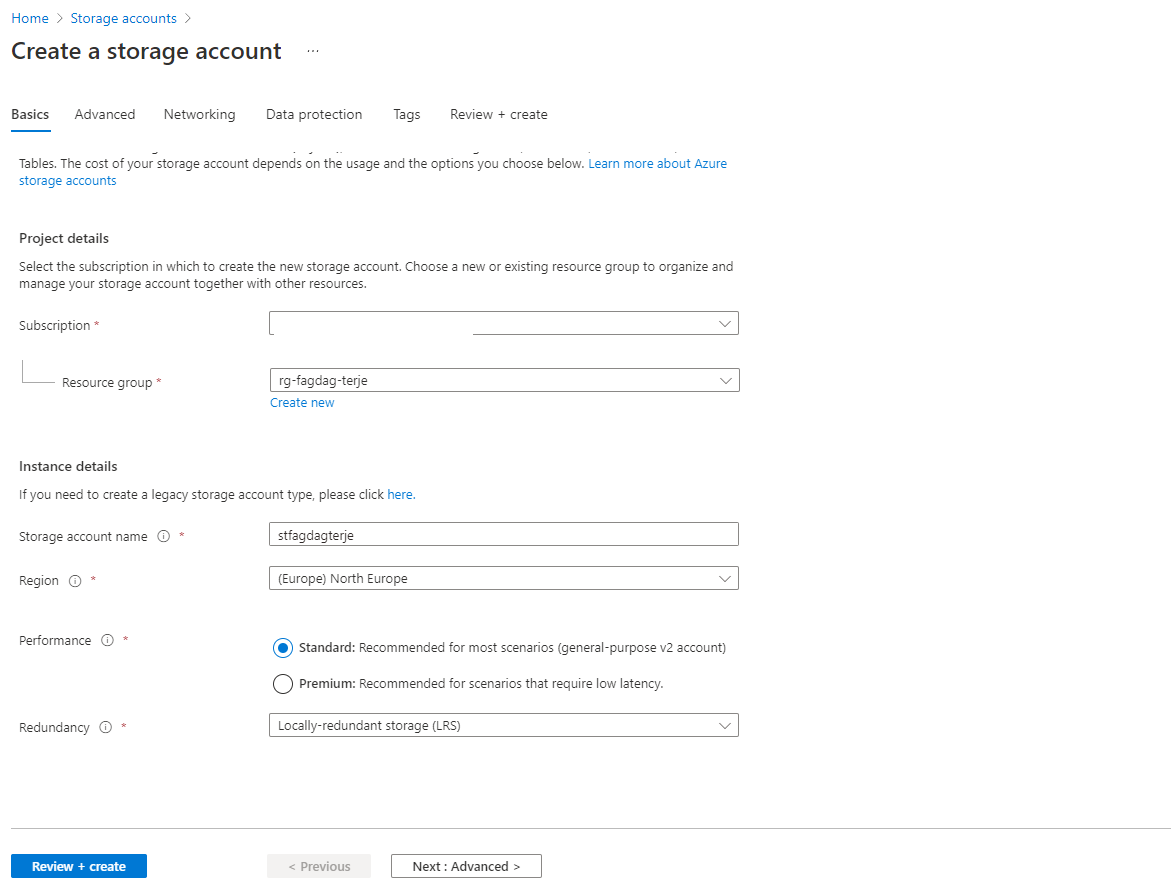 Home > Storage accounts >
Create a storage account ...
Basics Advanced Networking Data protection Tags Review + create
Tables. The cost of your storage account depends on the usage and the options you choose below. Learn more about Azure
storage accounts
Project details
Select the subscription in which to create the new storage account. Choose a new or existing resource group to organize and
manage your storage account together with other resources.
Subscription *
Resource group * rg-fagdag-terje
Create new
Instance details
If you need to create a legacy storage account type, please click here.
Storage account name * stfagdagterje
Region * (Europe) North Europe
Performance * Standard: Recommended for most scenarios (general-purpose v2 account)
Premium: Recommended for scenarios that require low latency.
Redundancy * Locally-redundant storage (LRS)
Review + create < Previous Next : Advanced >